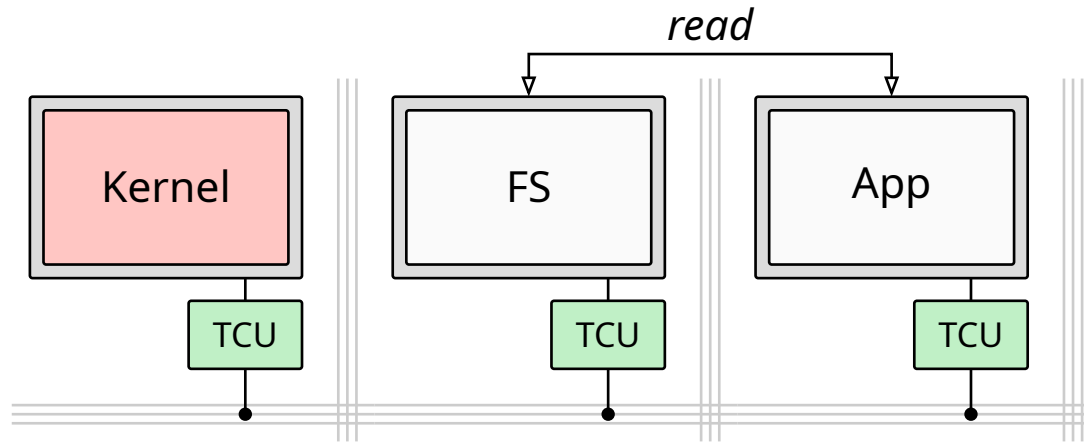 read
Kernel
FS
App
TCU
TCU
TCU